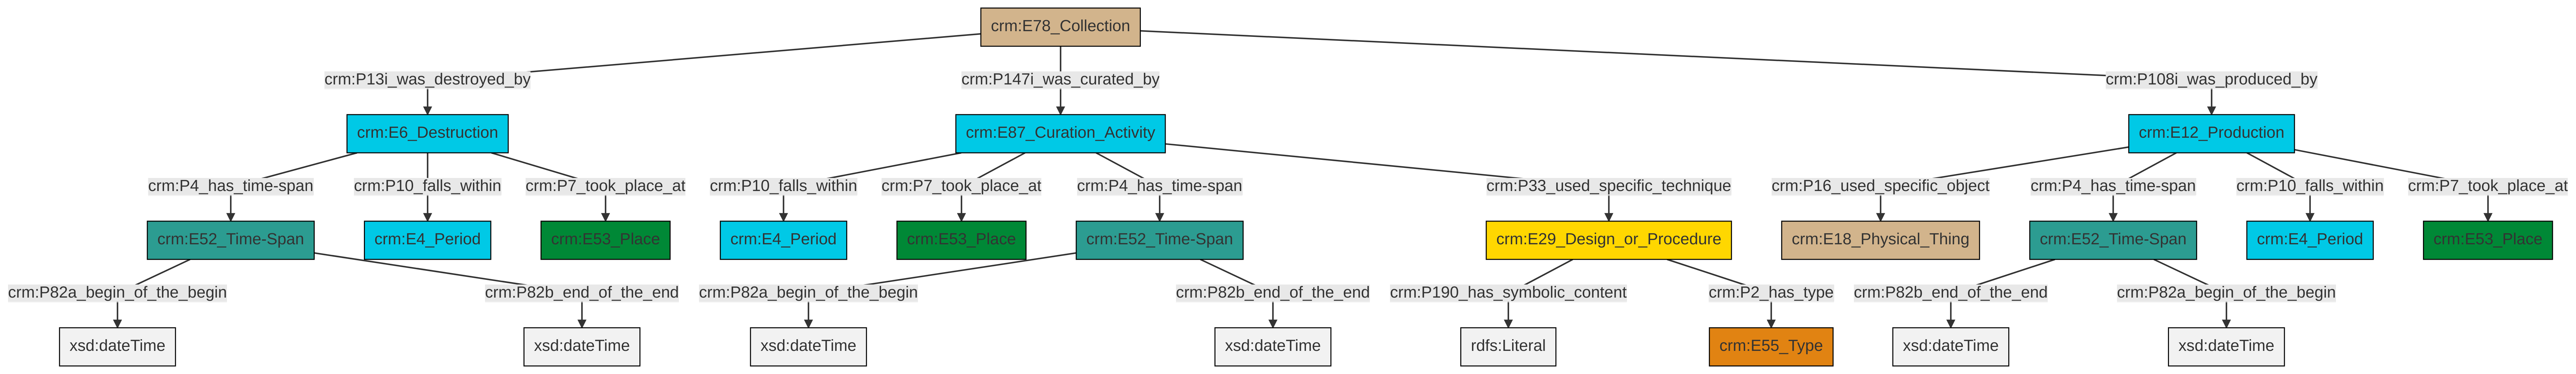 crm:E78_Collection
crm:P13i_was_destroyed_by
crm:P147i_was_curated_by
crm:P108i_was_produced_by
crm:E6_Destruction
crm:E87_Curation_Activity
crm:E12_Production
crm:P4_has_time-span
crm:P10_falls_within
crm:P7_took_place_at
crm:P10_falls_within
crm:P7_took_place_at
crm:P4_has_time-span
crm:P33_used_specific_technique
crm:P16_used_specific_object
crm:P4_has_time-span
crm:P10_falls_within
crm:P7_took_place_at
crm:E52_Time-Span
crm:E4_Period
crm:E53_Place
crm:E4_Period
crm:E53_Place
crm:E52_Time-Span
crm:E29_Design_or_Procedure
crm:E18_Physical_Thing
crm:E52_Time-Span
crm:E4_Period
crm:E53_Place
crm:P82a_begin_of_the_begin
crm:P82b_end_of_the_end
crm:P82a_begin_of_the_begin
crm:P82b_end_of_the_end
crm:P190_has_symbolic_content
crm:P2_has_type
crm:P82b_end_of_the_end
crm:P82a_begin_of_the_begin
xsd:dateTime
xsd:dateTime
xsd:dateTime
xsd:dateTime
rdfs:Literal
crm:E55_Type
xsd:dateTime
xsd:dateTime